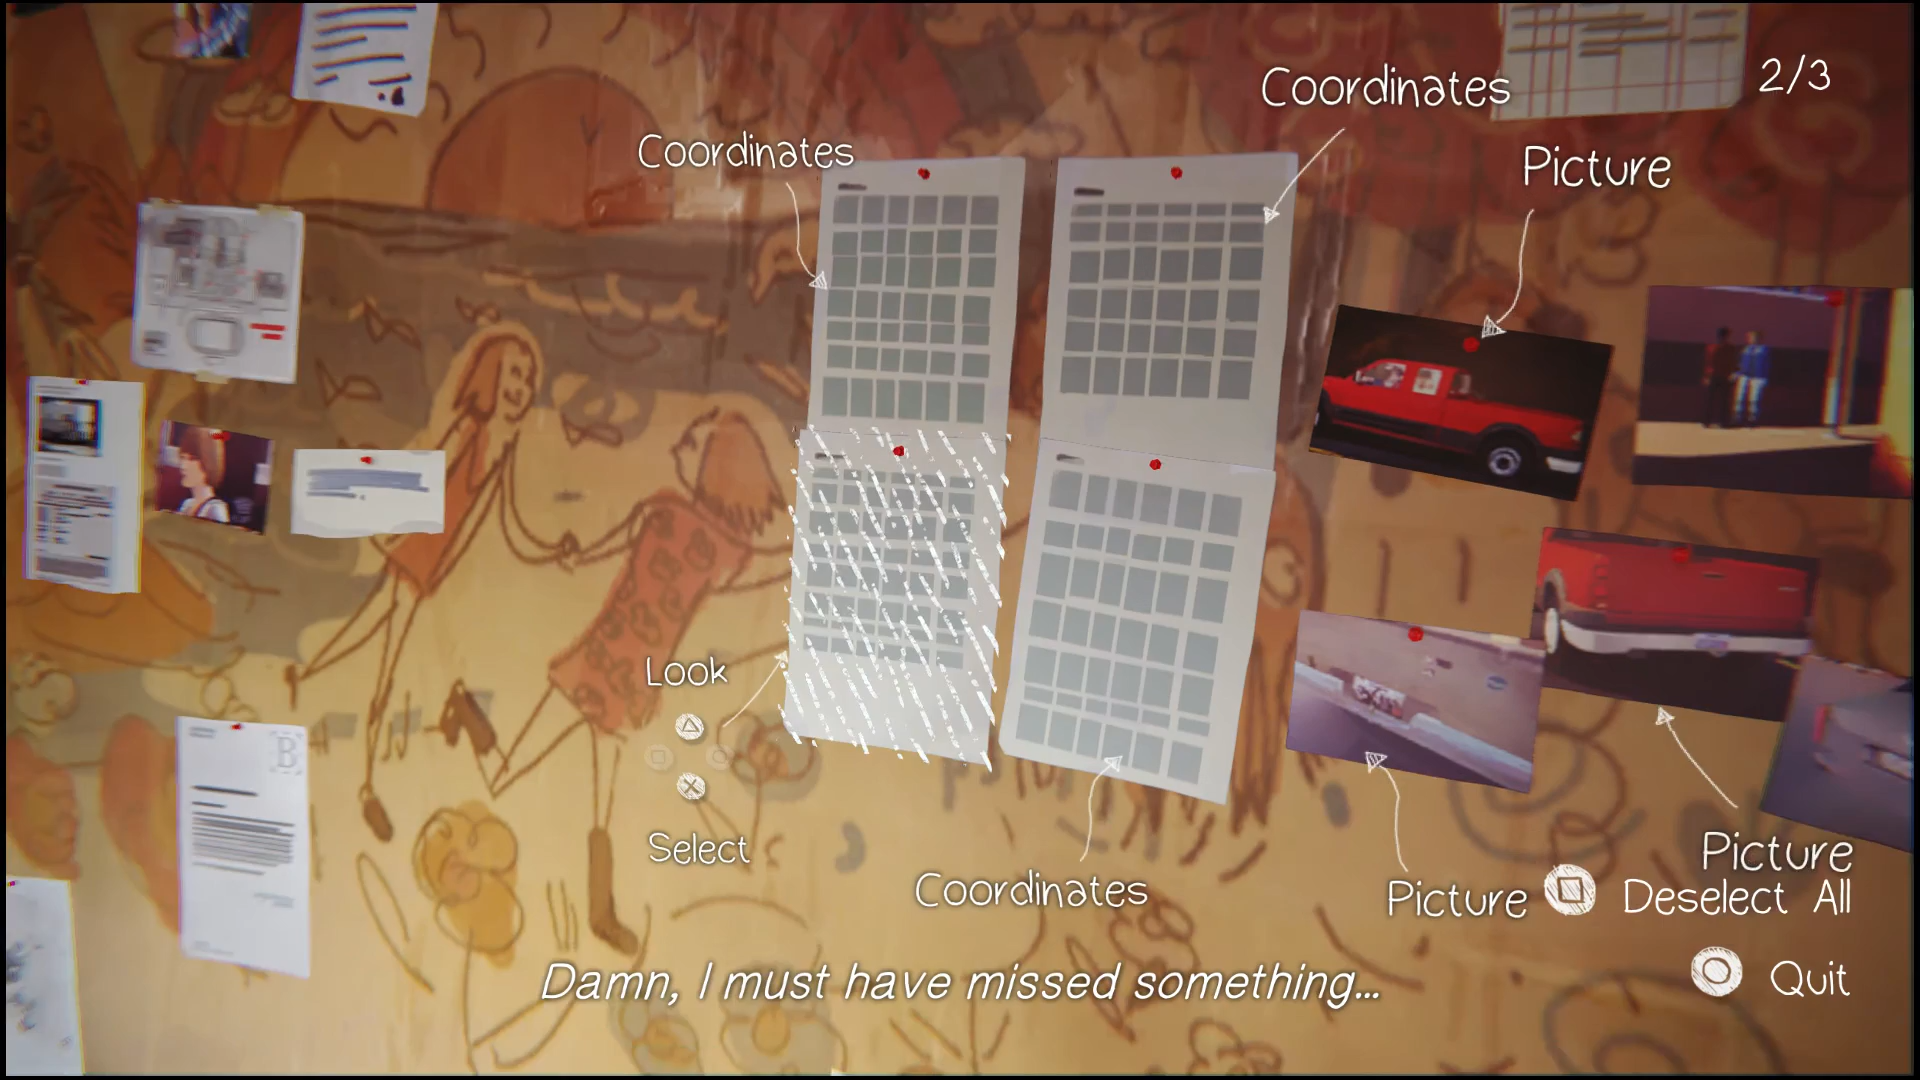 Coordinates
2/3
Coordinates
Picture
B
Look
Select
Picture
Coordinates
Picture
Deselect All
Damn, I must have missed something...
Quit